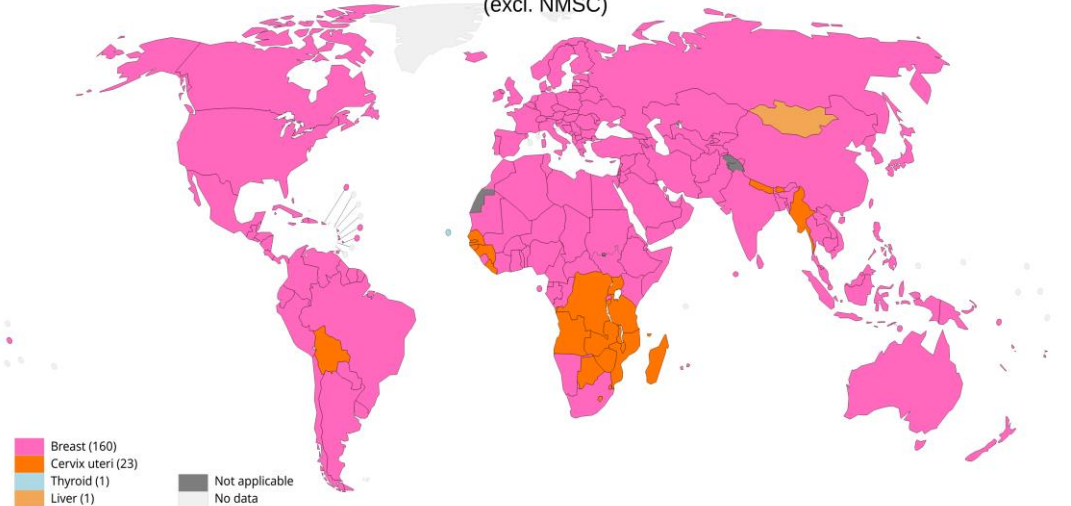 (excl. NMSC)
Breast (160)
Cervix uteri (23)
Thyroid (1)
Liver (1)
Not applicable
No data